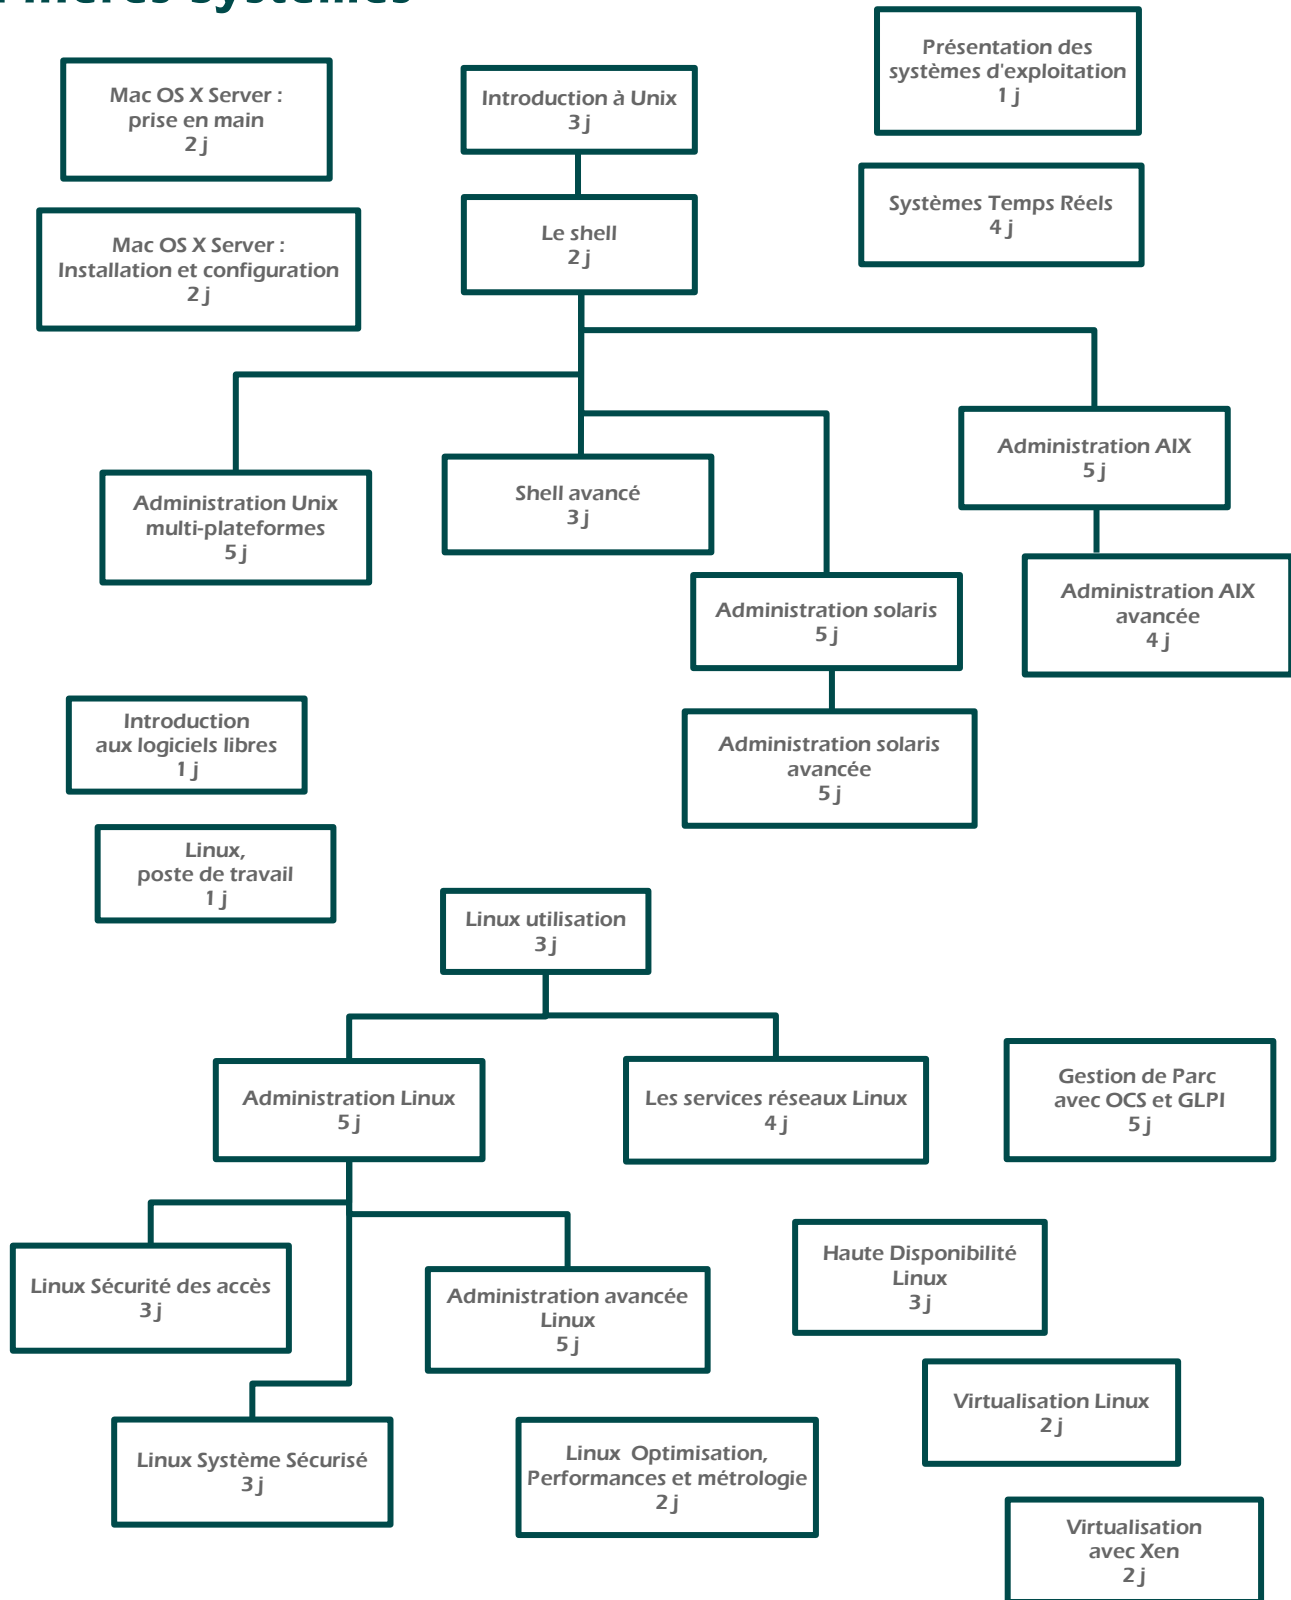 Mac OS X Server :
prise en main
2 j
Introduction à Unix
3 j
Présentation des
systèmes d'exploitation
1 j
Systèmes Temps Réels
4 j
Mac OS X Server :
Installation et configuration
2 j
Le shell
2 j
Administration AIX
5 j
Administration Unix
multi-plateformes
5 j
Shell avancé
3 j
Administration AIX
avancée
4 j
Administration solaris
5 j
Administration solaris
avancée
5 j
Introduction
aux logiciels libres
1 j
Linux,
poste de travail
1 j
Linux utilisation
3 j
Administration Linux
5 j
Les services réseaux Linux
4 j
Gestion de Parc
avec OCS et GLPI
5 j
Linux Sécurité des accès
3 j
Administration avancée
Linux
5 j
Haute Disponibilité
Linux
3 j
Virtualisation Linux
2 j
Linux Système Sécurisé
3 j
Linux Optimisation,
Performances et métrologie
2 j
Virtualisation
avec Xen
2 j